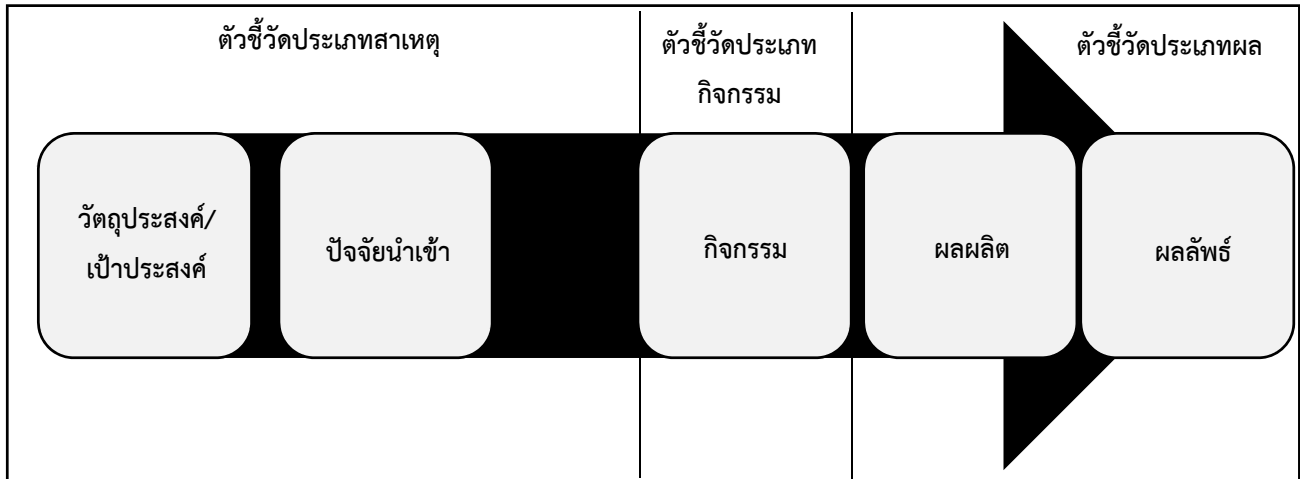 ตัวชี้วัดประเภทสาเหตุ
ตัวชี้วัดประเภท
กิจกรรม
ตัวชี้วัดประเภทผล
วัตถุประสงค์/
เป้าประสงค์
ปัจจัยนำเข้า
กิจกรรม
ผลผลิต
ผลลัพธ์